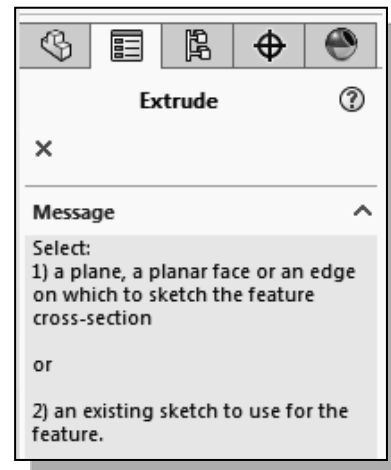 Extrude
Message
Select:
1) a plane, a planar face or an edge
on which to sketch the feature
cross-section
or
2) an existing sketch to use for the
feature.